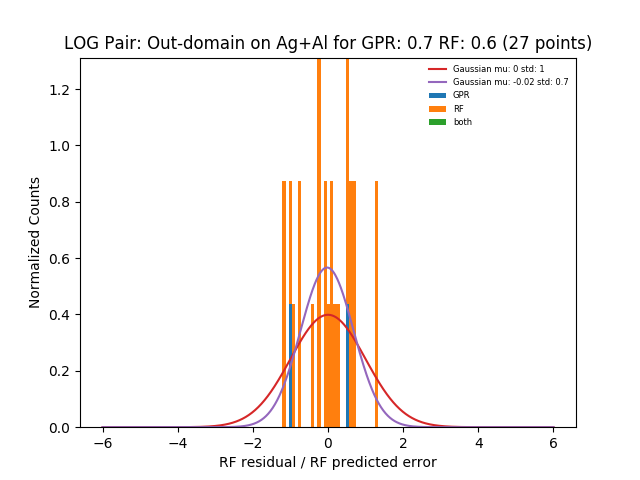 LOG Pair: Out-domain on Ag+Al for GPR: 0.7 RF: 0.6 (27 points)
Gaussian mu: 0 std: 1
Gaussian mu: -0.02 std: 0.7
GPR
RF
both
Normalized Counts
1.2
1.0
0.8
0.6
0.4
0.2
0.0
−6 −4 −2 0 2 4 6
RF residual / RF predicted error